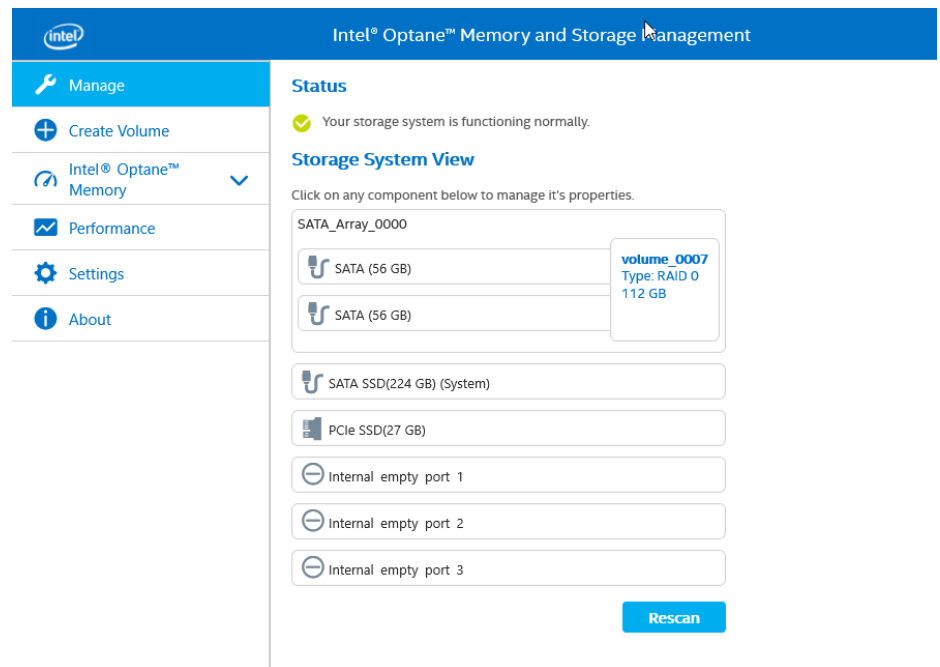 intel
Intel® Optane™ Memory and Storage Management
Manage
Create Volume
Intel® Optane™
Memory
Performance
Settings
About
Status
Your storage system is functioning normally.
Storage System View
Click on any component below to manage it's properties.
SATA_Array_0000
SATA (56 GB)
SATA (56 GB)
volume_0007
Type: RAID 0
112 GB
SATA SSD(224 GB) (System)
PCIe SSD(27 GB)
Internal empty port 1
Internal empty port 2
Internal empty port 3
Rescan